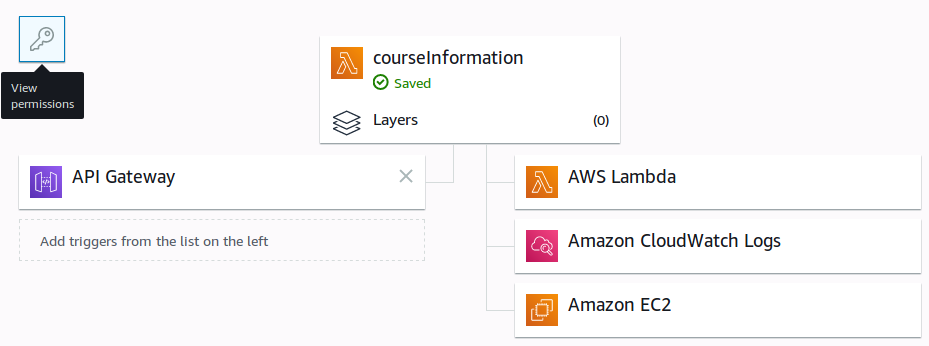 courseInformation
Saved
View
permissions
Layers
(0)
API Gateway
AWS Lambda
Add triggers from the list on the left
Amazon CloudWatch Logs
Amazon EC2